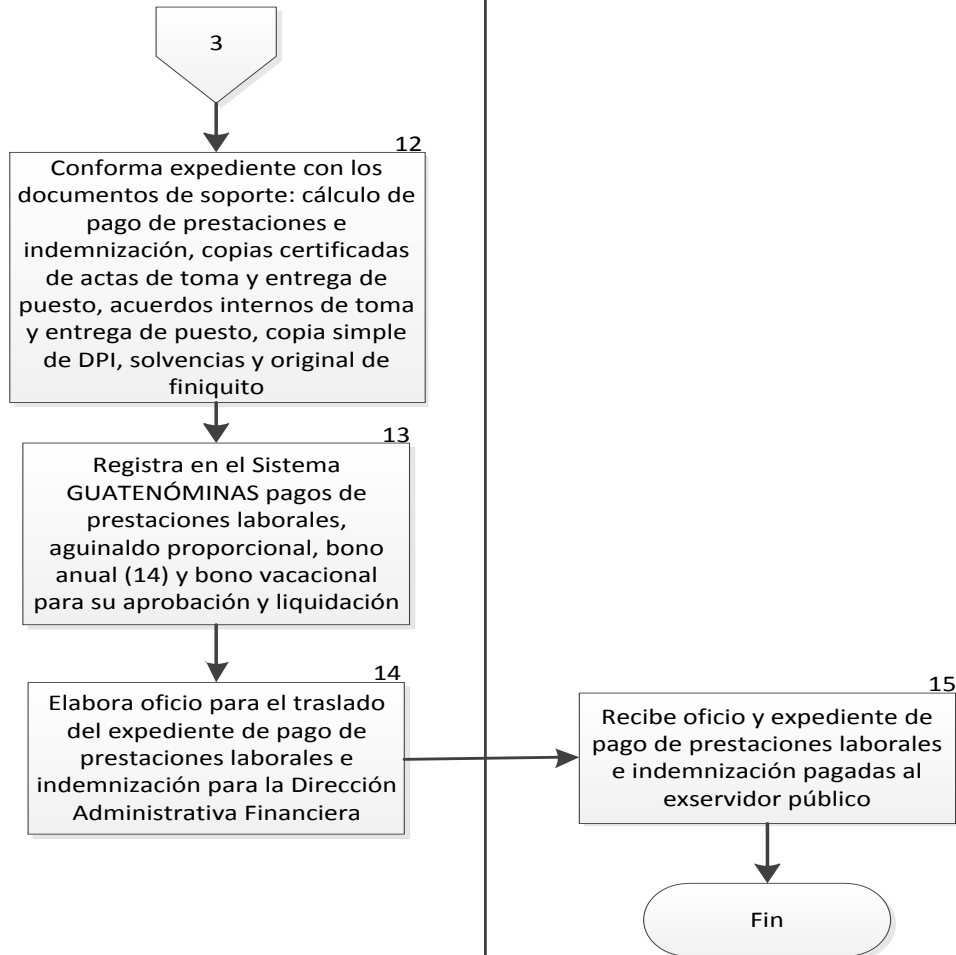 3
12
Conforma expediente con los
documentos de soporte: cálculo de
pago de prestaciones e
indemnización, copias certificadas
de actas de toma y entrega de
puesto, acuerdos internos de toma
y entrega de puesto, copia simple
de DPI, solvencias y original de
finiquito
13
Registra en el Sistema
GUATENÓMINAS pagos de
prestaciones laborales,
aguinaldo proporcional, bono
anual (14) y bono vacacional
para su aprobación y liquidación
14
Elabora oficio para el traslado
del expediente de pago de
prestaciones laborales e
indemnización para la Dirección
Administrativa Financiera
15
Recibe oficio y expediente de
pago de prestaciones laborales
e indemnización pagadas al
exservidor público
Fin